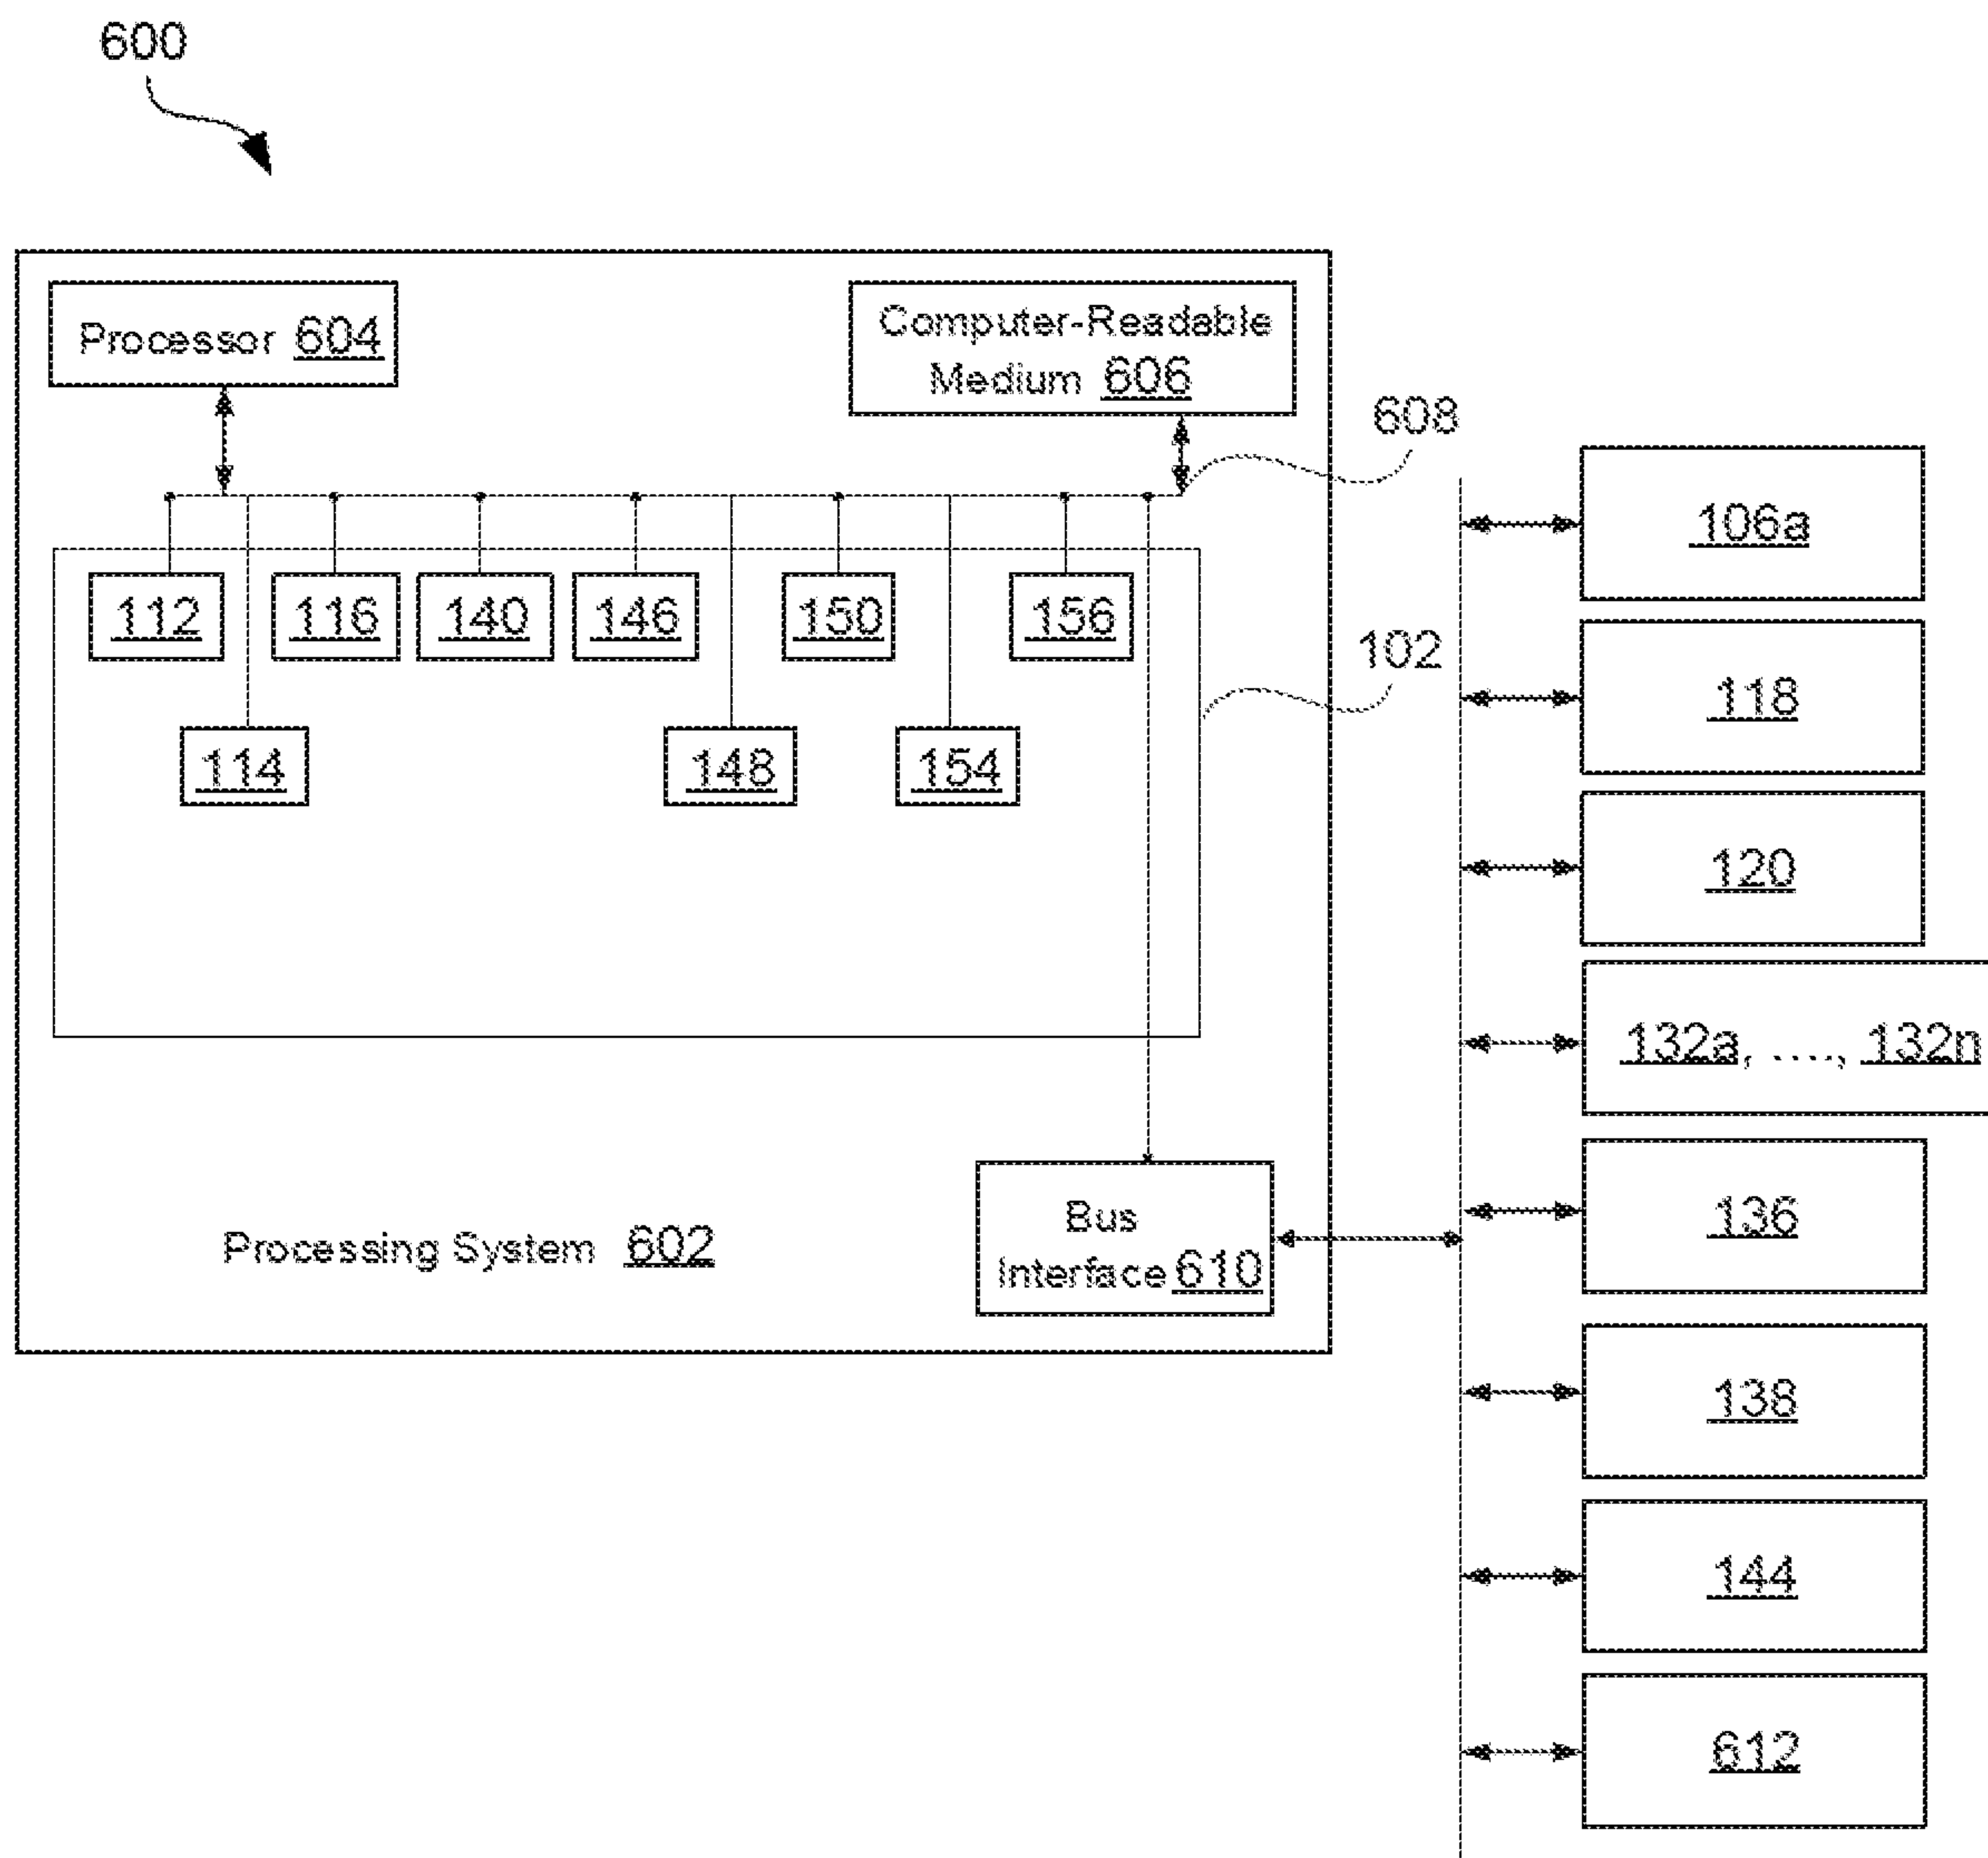 600
Processor 604
Computer-Readable
Medium 606
608
106a
112
116
140
146
150
156
102
118
114
148
154
120
132a, ...., 132n
136
Bus
Interface 610
Processing System 602
138
144
612